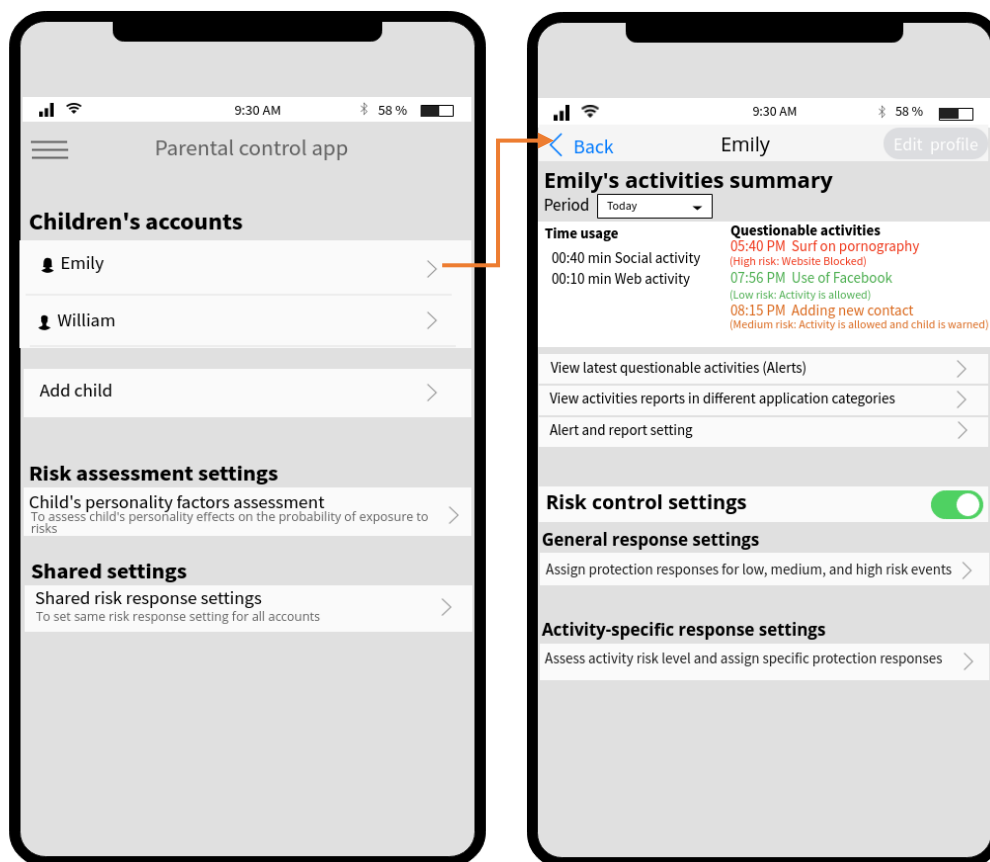 9:30 AM
58 %
Parental control app
Children's accounts
Emily
William
Add child
Risk assessment settings
Child's personality factors assessment
To assess child's personality effects on the probability of exposure to
risks
Shared settings
Shared risk response settings
To set same risk response setting for all accounts
9:30 AM
58 %
Back
Emily
Edit profile
Emily's activities summary
Period
Today
Time usage
00:40 min Social activity
00:10 min Web activity
Questionable activities
05:40 PM Surf on pornography
(High risk: Website Blocked)
07:56 PM Use of Facebook
(Low risk: Activity is allowed)
08:15 PM Adding new contact
(Medium risk: Activity is allowed and child is warned)
View latest questionable activities (Alerts)
View activities reports in different application categories
Alert and report setting
Risk control settings
General response settings
Assign protection responses for low, medium, and high risk events
Activity-specific response settings
Assess activity risk level and assign specific protection responses